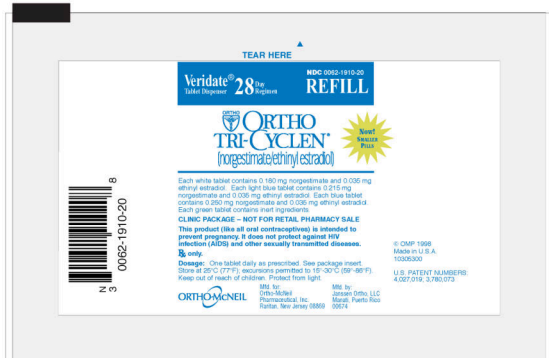 TEAR HERE
Veridate® 28 Day
Tablet Dispenser Regimen
NDC 0062-1910-20
REFILL
ORTHO
ORTHO
TRI-CYCLEN®
(norgestimate/ethinyl estradiol)
New!
SMALLER
PILLS
Each white tablet contains 0.180 mg norgestimate and 0.035 mg
ethinyl estradiol. Each light blue tablet contains 0.215 mg
norgestimate and 0.035 mg ethinyl estradiol. Each blue tablet
contains 0.250 mg norgestimate and 0.035 mg ethinyl estradiol.
Each green tablet contains inert ingredients.
CLINIC PACKAGE – NOT FOR RETAIL PHARMACY SALE
This product (like all oral contraceptives) is intended to
prevent pregnancy. It does not protect against HIV
infection (AIDS) and other sexually transmitted diseases.
℞ only.
Dosage: One tablet daily as prescribed. See package insert.
Store at 25°C (77°F); excursions permitted to 15°-30°C (59°-86°F).
Keep out of reach of children. Protect from light.
ORTHO-McNEIL
Mfd. for:
Ortho-McNeil
Pharmaceutical, Inc.
Raritan, New Jersey 08869
Mfd. by:
Janssen Ortho, LLC
Manati, Puerto Rico
00674
© OMP 1998
Made in U.S.A.
10305300
U.S. PATENT NUMBERS:
4,027,019; 3,780,073
N 3 0062-1910-20 8